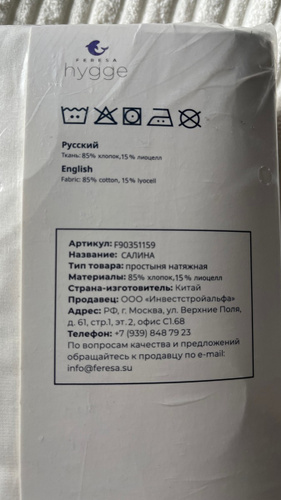 FERESA
hygge
Русский
Ткань: 85% хлопок,15% лиоцелл
English
Fabric: 85% cotton, 15% lyocell
Артикул: F90351159
Название: САЛИНА
Тип товара: простыня натяжная
Материалы: 85% хлопок,15% лиоцелл
Страна-изготовитель: Китай
Продавец: ООО «Инвестстройальфа»
Адрес: РФ, г. Москва, ул. Верхние Поля,
д. 61, стр.1, эт. 2, офис С1.68
Телефон: +7 (939) 848 79 23
По вопросам качества и предложений
обращайтесь к продавцу по e-mail:
info@feresa.su